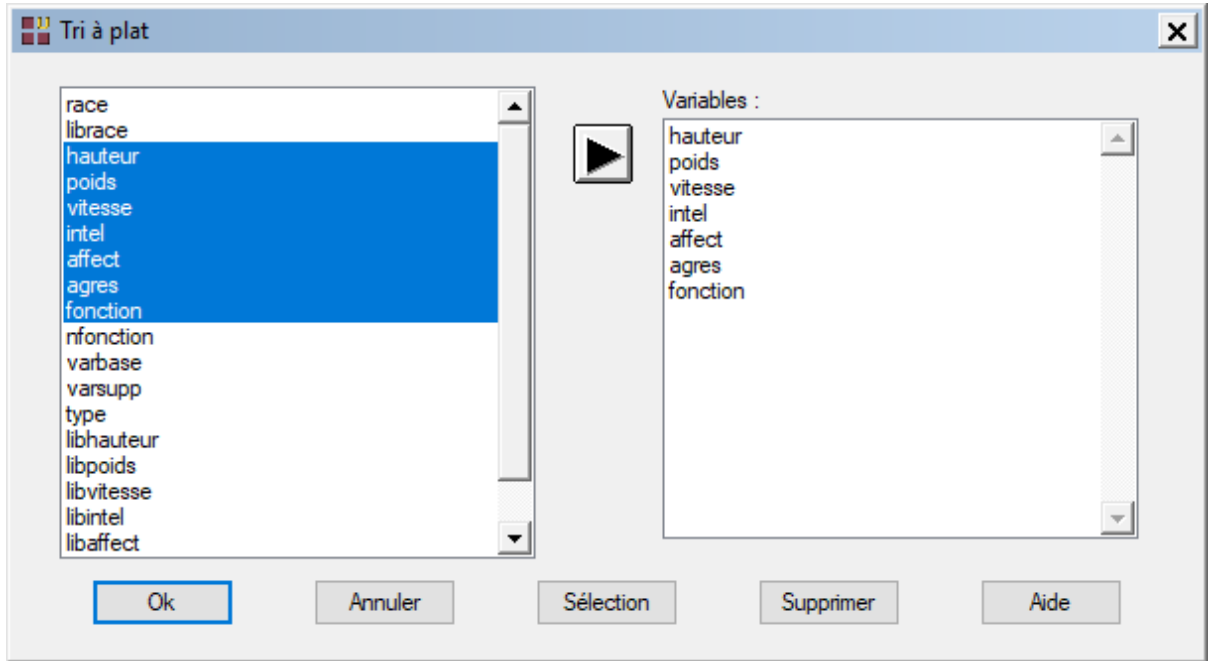 Tri à plat
race
librace
hauteur
poids
vitesse
intel
affect
agres
fonction
nfonction
varbase
varsupp
type
libhauteur
libpoids
libvitesse
libintel
libaffect
Variables :
hauteur
poids
vitesse
intel
affect
agres
fonction
Ok
Annuler
Sélection
Supprimer
Aide